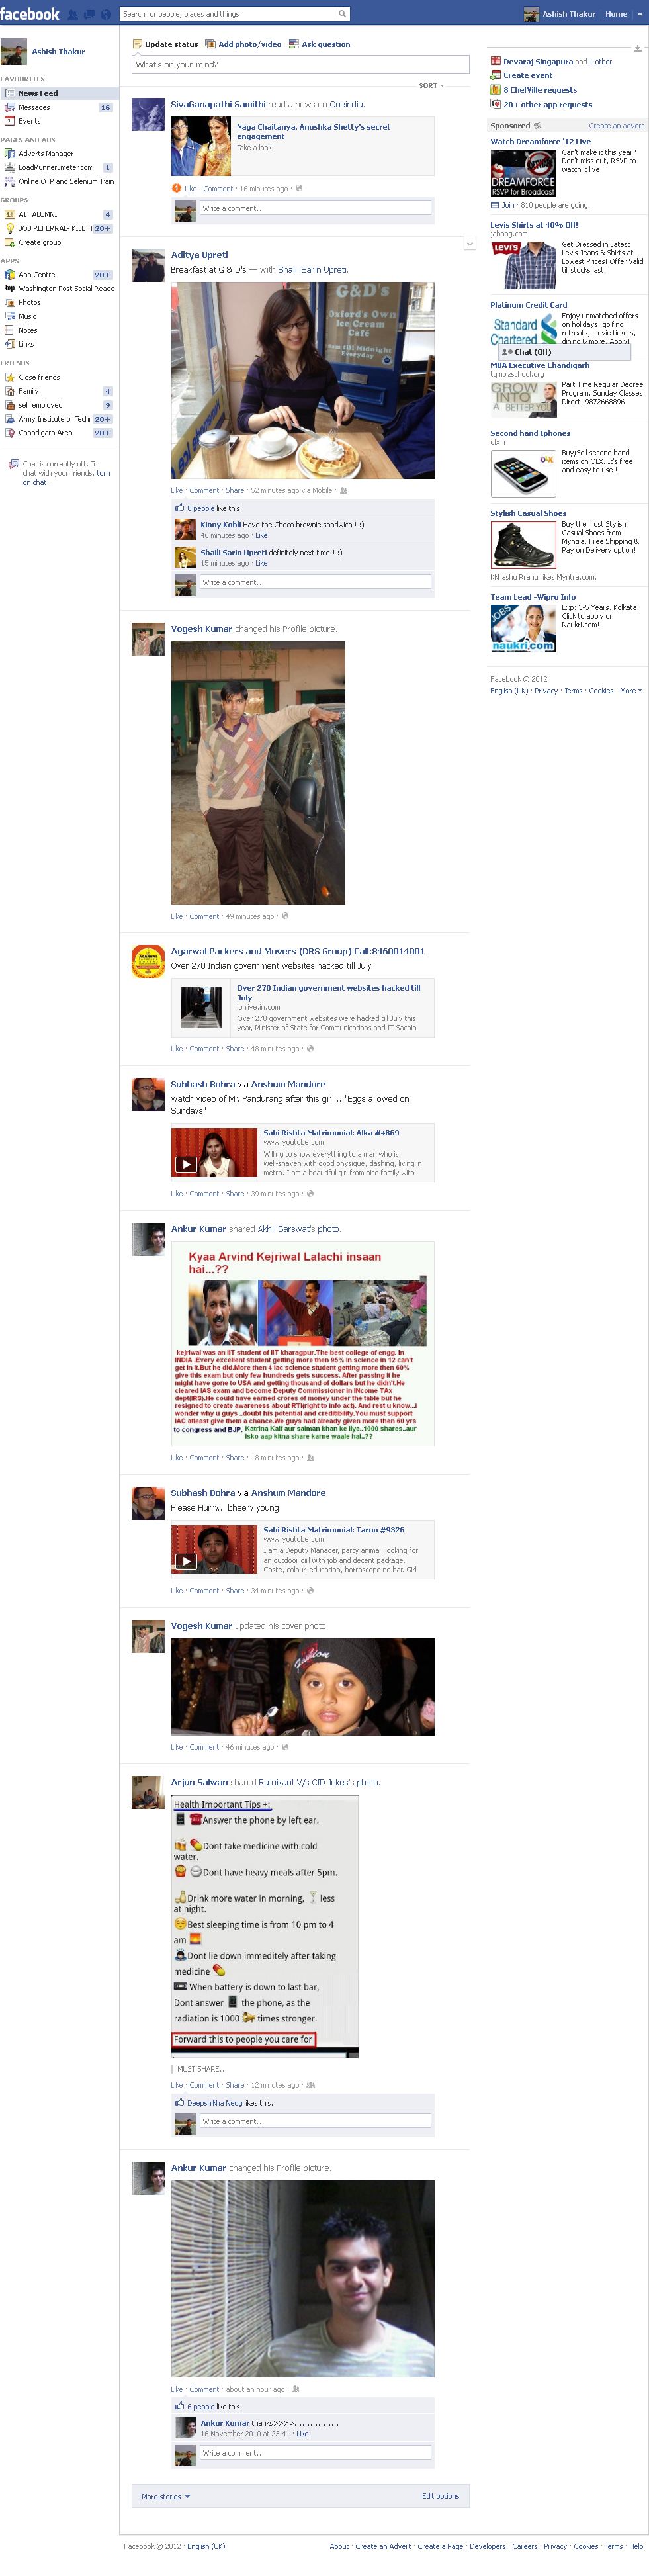 facebook
Search for people, places and things
Ashish Thakur
Home
Ashish Thakur
FAVOURITES
News Feed
Messages 16
Events
PAGES AND ADS
Adverts Manager
LoadRunnerJmeter.com 1
Online QTP and Selenium Train
GROUPS
AIT ALUMNI 4
JOB REFERRAL- KILL TI 20+
Create group
APPS
App Centre 20+
Washington Post Social Reade
Photos
Music
Notes
Links
FRIENDS
Close friends
Family 4
self employed 9
Army Institute of Techn 20+
Chandigarh Area 20+
Chat is currently off. To
chat with your friends, turn
on chat.
Update status Add photo/video Ask question
What's on your mind?
SORT
SivaGanapathi Samithi read a news on Oneindia.
Naga Chaitanya, Anushka Shetty's secret
engagement
Take a look
Like · Comment · 16 minutes ago ·
Write a comment...
Aditya Upreti
Breakfast at G & D's — with Shaili Sarin Upreti.
G&D's
Oxford's Own
Ice Cream
Café
Like · Comment · Share · 52 minutes ago via Mobile ·
8 people like this.
Kinny Kohli Have the Choco brownie sandwich ! :)
46 minutes ago · Like
Shaili Sarin Upreti definitely next time!! :)
15 minutes ago · Like
Write a comment...
Yogesh Kumar changed his Profile picture.
Like · Comment · 49 minutes ago ·
Agarwal Packers and Movers (DRS Group) Call:8460014001
Over 270 Indian government websites hacked till July
Over 270 Indian government websites hacked till
July
ibnlive.in.com
Over 270 government websites were hacked till July this
year, Minister of State for Communications and IT Sachin
Like · Comment · Share · 48 minutes ago ·
Subhash Bohra via Anshum Mandore
watch video of Mr. Pandurang after this girl... "Eggs allowed on
Sundays"
Sahi Rishta Matrimonial: Alka #4869
www.youtube.com
Willing to show everything to a man who is
well-shaven with good physique, dashing, living in
metro. I am a beautiful girl from nice family with
Like · Comment · Share · 39 minutes ago ·
Ankur Kumar shared Akhil Sarswat's photo.
Kyaa Arvind Kejriwal Lalachi insaan
hai...??
kejriwal was an IIT student of IIT kharagpur.The best college of engg. in
INDIA .Every excellent student getting more then 95% in science in 12 can't
get in it.But he did.More then 4 lac science student getting more then 60%
give this exam but only few hundreds gets success. After passing it he
might have gone to USA and getting thousand of dollars but he didn't.He
cleared IAS exam and become Deputy Commissioner in INcome TAx
dept(IRS).He could have earned crores of money under the table but he
resigned to create awareness about RTi(right to info act). And rest u know...i
wonder why u guys ..doubt his potential and credibility.You must support
IAC atleast give them a chance.We guys had already given more then 60 yrs
to congress and BJP. Katrina Kaif aur salman khan ke liye..1000 shares..aur
iska aap kitna share karne waale hai..??
Like · Comment · Share · 18 minutes ago ·
Subhash Bohra via Anshum Mandore
Please Hurry... bheery young
Sahi Rishta Matrimonial: Tarun #9326
www.youtube.com
I am a Deputy Manager, party animal, looking for
an outdoor girl with job and decent package.
Caste, colour, education, horrscope no bar. Girl
Like · Comment · Share · 34 minutes ago ·
Yogesh Kumar updated his cover photo.
Fashion
Like · Comment · 46 minutes ago ·
Arjun Salwan shared Rajnikant V/s CID Jokes's photo.
Health Important Tips +:
Answer the phone by left ear.
Dont take medicine with cold
water.
Dont have heavy meals after 5pm.
Drink more water in morning, less
at night.
Best sleeping time is from 10 pm to 4
am
Dont lie down immeditely after taking
medicine
When battery is down to last bar,
Dont answer the phone, as the
radiation is 1000 times stronger.
Forward this to people you care for
MUST SHARE..
Like · Comment · Share · 12 minutes ago ·
Deepshikha Neog likes this.
Write a comment...
Ankur Kumar changed his Profile picture.
Like · Comment · about an hour ago ·
6 people like this.
Ankur Kumar thanks>>>>.................
16 November 2010 at 23:41 · Like
Write a comment...
More stories
Edit options
Devaraj Singapura and 1 other
Create event
8 ChefVille requests
20+ other app requests
Sponsored
Create an advert
Watch Dreamforce '12 Live
DREAMFORCE
RSVP for Broadcast
Can't make it this year?
Don't miss out, RSVP to
watch it live!
Join · 810 people are going.
Levis Shirts at 40% Off!
jabong.com
LEVI'S
Get Dressed in Latest
Levis Jeans & Shirts at
Lowest Prices! Offer Valid
till stocks last!
Platinum Credit Card
Standard
Chartered
Enjoy unmatched offers
on holidays, golfing
retreats, movie tickets,
dining & more. Apply!
Chat (Off)
MBA Executive Chandigarh
tqmbizschool.org
GROW
INTO
A BETTER
Part Time Regular Degree
Program, Sunday Classes.
Direct: 9872668896
Second hand Iphones
olx.in
OLX
Buy/Sell second hand
items on OLX. It's free
and easy to use !
Stylish Casual Shoes
Buy the most Stylish
Casual Shoes from
Myntra. Free Shipping &
Pay on Delivery option!
Kkhashu Rrahul likes Myntra.com.
Team Lead -Wipro Info
JOBS
naukri.com
Exp: 3-5 Years. Kolkata.
Click to apply on
Naukri.com!
Facebook © 2012
English (UK) · Privacy · Terms · Cookies · More
Facebook © 2012 · English (UK)
About · Create an Advert · Create a Page · Developers · Careers · Privacy · Cookies · Terms · Help